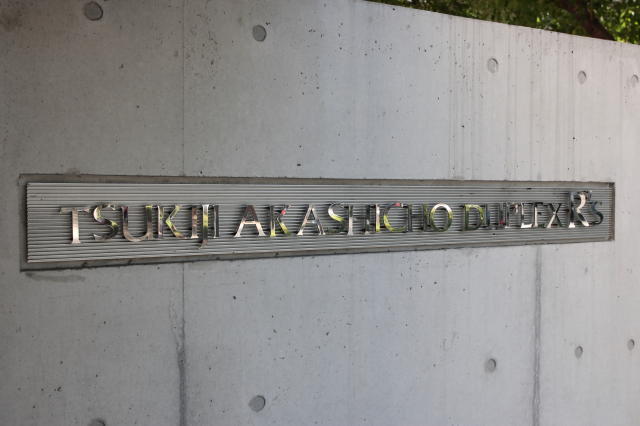 TSUKIJI AKASHICHO DUPLEX R's